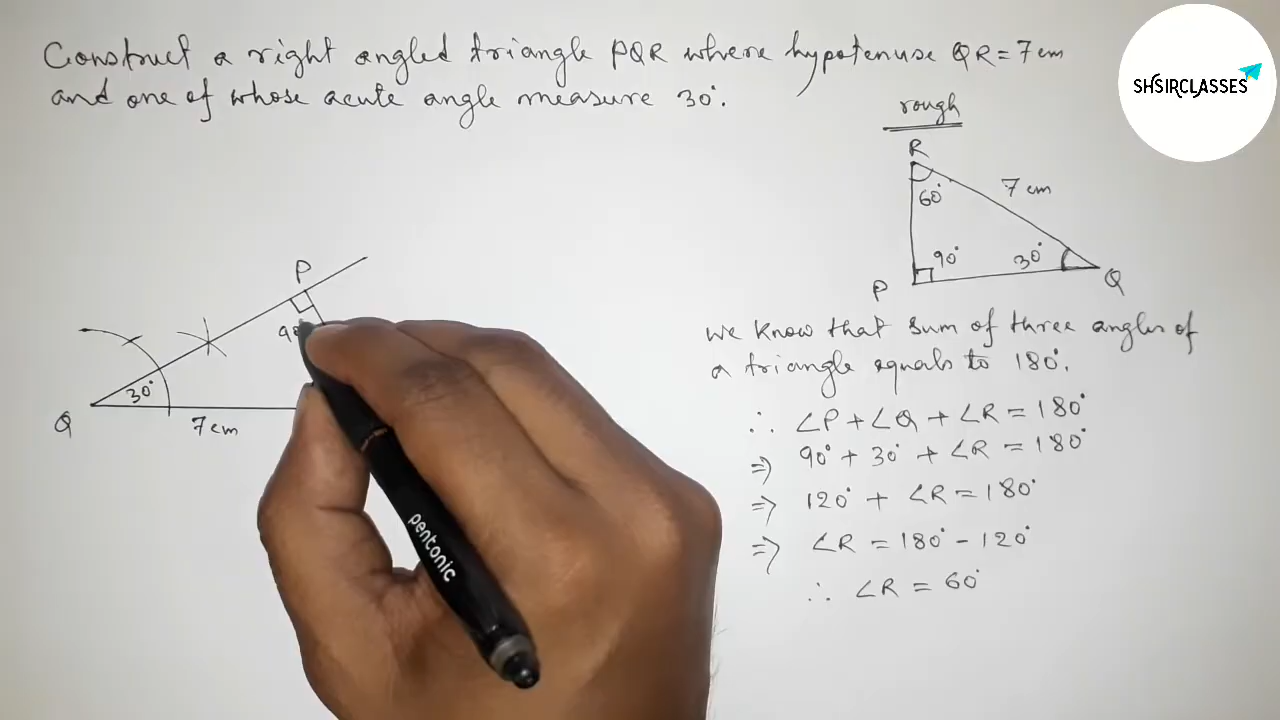 Construct a right angled triangle PQR where hypotenuse QR = 7 cm
and one of whose acute angle measure 30°.
SHSIRCLASSES
rough
R
60°
7 cm
90°
30°
P
Q
P
90°
30°
Q
7 cm
pentonic
We know that sum of three angles of
a triangle equals to 180°.
∴ ∠P + ∠Q + ∠R = 180°
⇒ 90° + 30° + ∠R = 180°
⇒ 120° + ∠R = 180°
⇒ ∠R = 180° - 120°
∴ ∠R = 60°